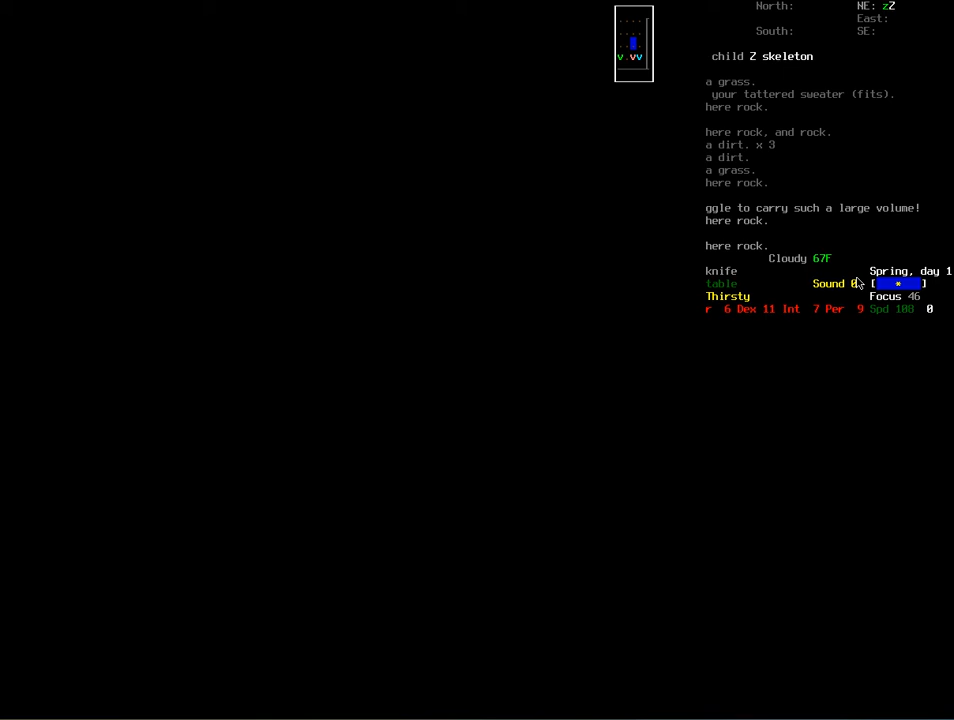 North: NE: zZ
East:
South: SE:
child Z skeleton
a grass.
your tattered sweater (fits).
here rock.
here rock, and rock.
a dirt. x 3
a dirt.
a grass.
here rock.
ggle to carry such a large volume!
here rock.
here rock.
Cloudy 67F
knife Spring, day 1
table Sound 0 [ * ]
Thirsty Focus 46
r 6 Dex 11 Int 7 Per 9 Spd 108 0
....
....
...
v.vv